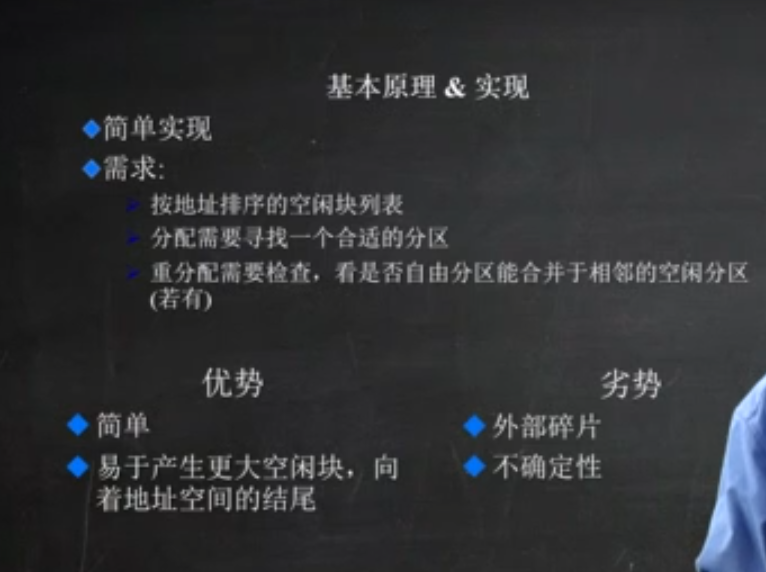 基本原理 & 实现
简单实现
需求:
按地址排序的空闲块列表
分配需要寻找一个合适的分区
重分配需要检查，看是否自由分区能合并于相邻的空闲分区
(若有)
优势
劣势
简单
外部碎片
易于产生更大空闲块，向
不确定性
着地址空间的结尾